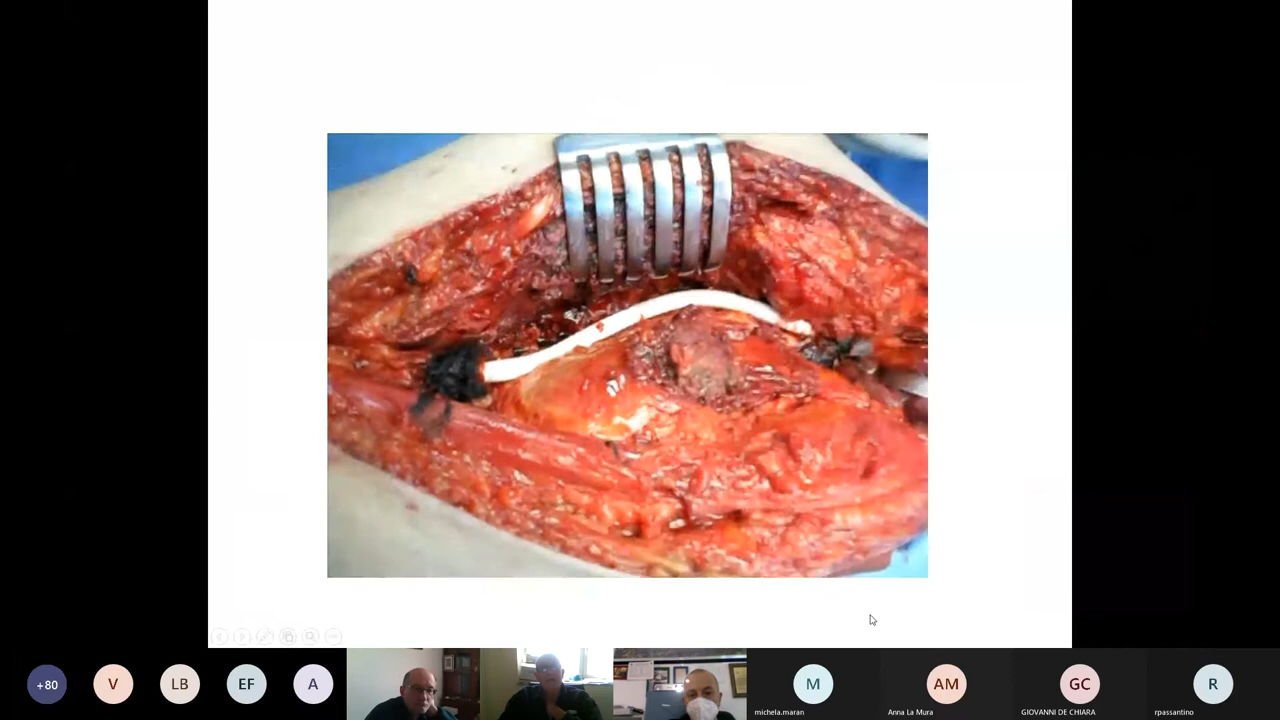 +80
V
LB
EF
A
M
michela.maran
AM
Anna La Mura
GC
GIOVANNI DE CHIARA
R
rpassantino